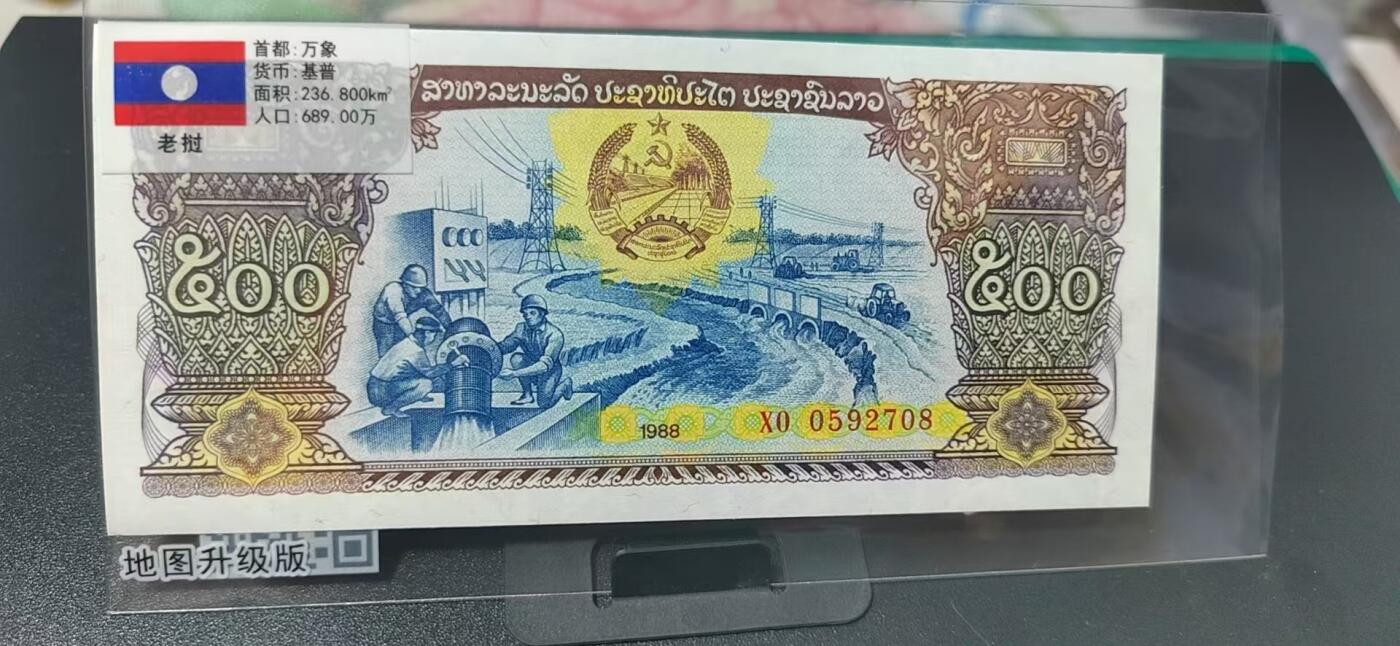 首都:万象
货币:基普
面积:236.800km²
人口:689.00万
老挝
ສາທາລະນະລັດ ປະຊາທິປະໄຕ ປະຊາຊົນລາວ
໕໐໐
໕໐໐
1988 XO 0592708
地图升级版